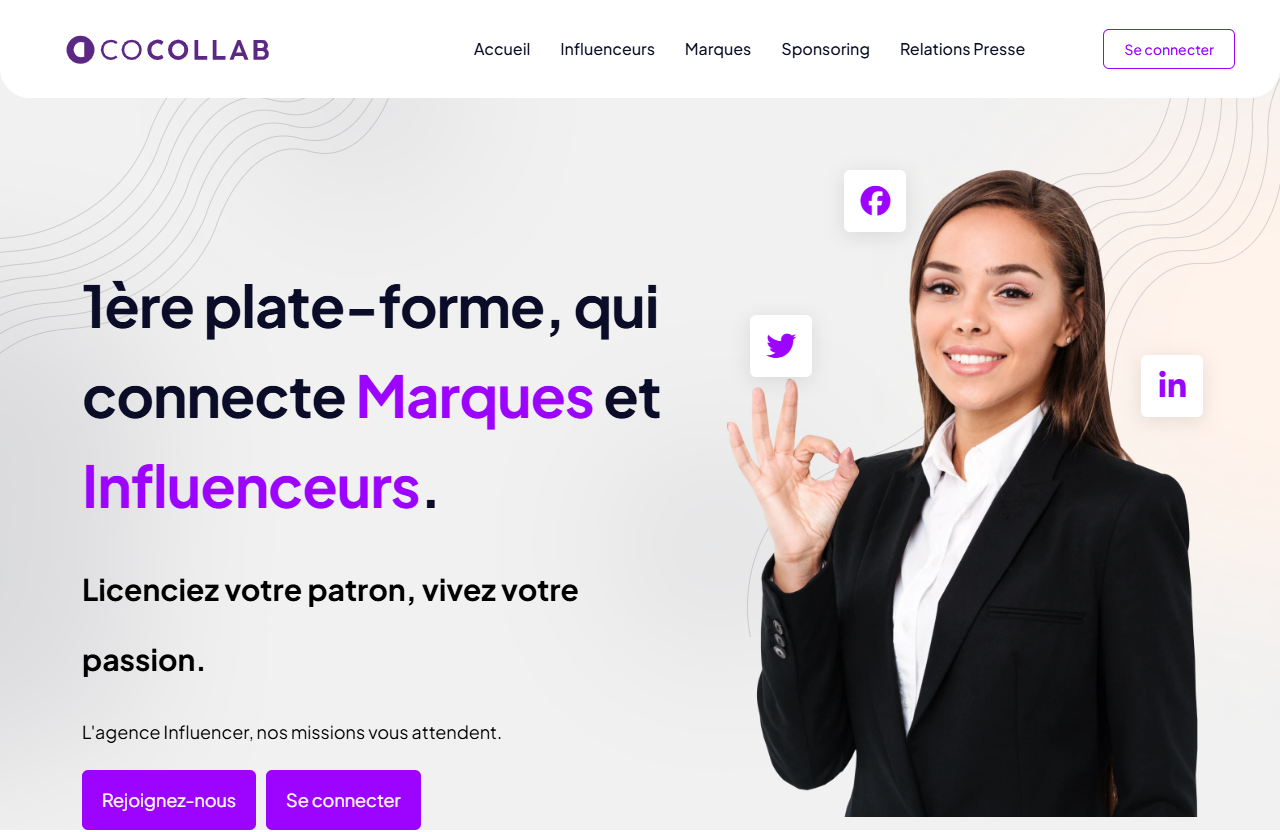 COCOLLAB
Accueil
Influenceurs
Marques
Sponsoring
Relations Presse
Se connecter
1ère plate-forme, qui
connecte Marques et
Influenceurs.
Licenciez votre patron, vivez votre
passion.
L'agence Influencer, nos missions vous attendent.
Rejoignez-nous
Se connecter
in